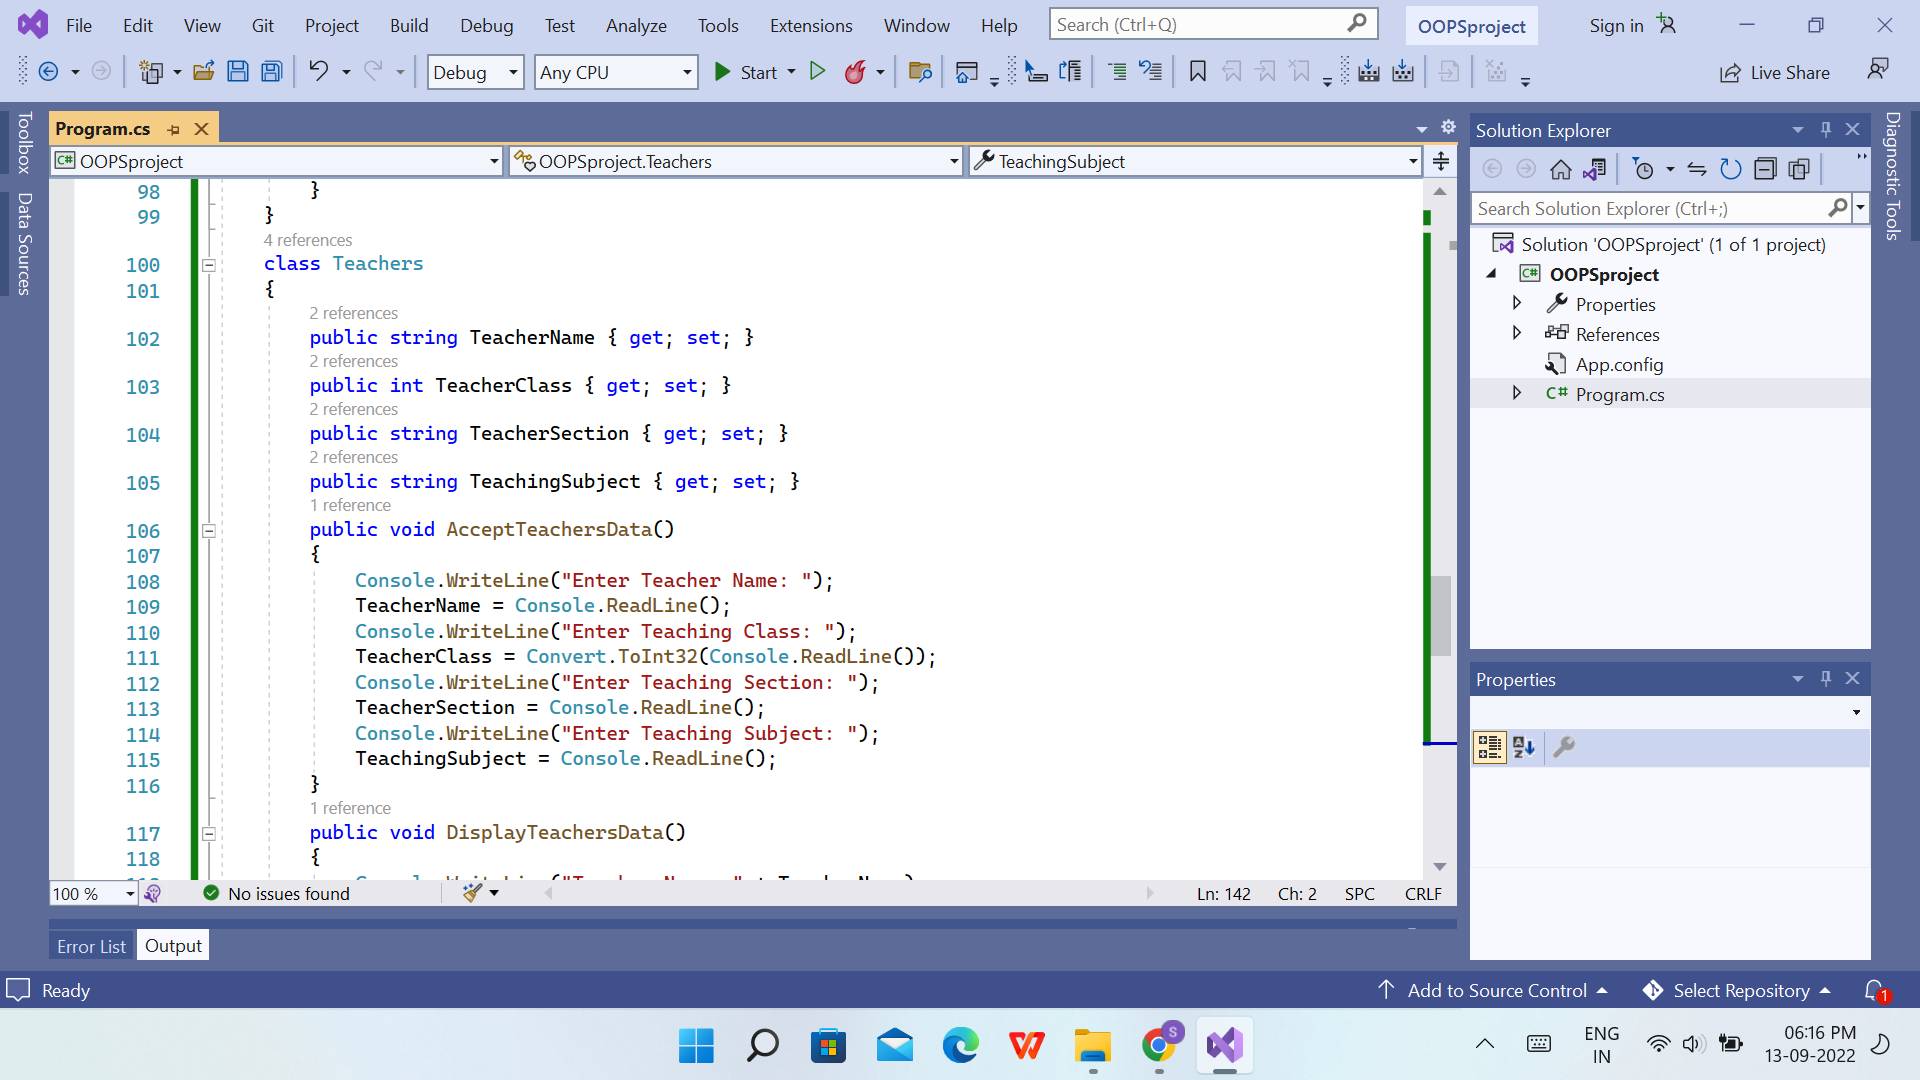 File Edit View Git Project Build Debug Test Analyze Tools Extensions Window Help Search (Ctrl+Q) OOPSproject Sign in
Debug Any CPU Start Live Share
Toolbox
Data Sources
Program.cs
OOPSproject OOPSproject.Teachers TeachingSubject
98 }
99 }
4 references
100 class Teachers
101 {
2 references
102 public string TeacherName { get; set; }
2 references
103 public int TeacherClass { get; set; }
2 references
104 public string TeacherSection { get; set; }
2 references
105 public string TeachingSubject { get; set; }
1 reference
106 public void AcceptTeachersData()
107 {
108 Console.WriteLine("Enter Teacher Name: ");
109 TeacherName = Console.ReadLine();
110 Console.WriteLine("Enter Teaching Class: ");
111 TeacherClass = Convert.ToInt32(Console.ReadLine());
112 Console.WriteLine("Enter Teaching Section: ");
113 TeacherSection = Console.ReadLine();
114 Console.WriteLine("Enter Teaching Subject: ");
115 TeachingSubject = Console.ReadLine();
116 }
1 reference
117 public void DisplayTeachersData()
118 {
100 % No issues found Ln: 142 Ch: 2 SPC CRLF
Error List Output
Solution Explorer
Search Solution Explorer (Ctrl+;)
Solution 'OOPSproject' (1 of 1 project)
C# OOPSproject
Properties
References
App.config
C# Program.cs
Properties
Diagnostic Tools
Ready Add to Source Control Select Repository 1
S
ENG
IN
06:16 PM
13-09-2022